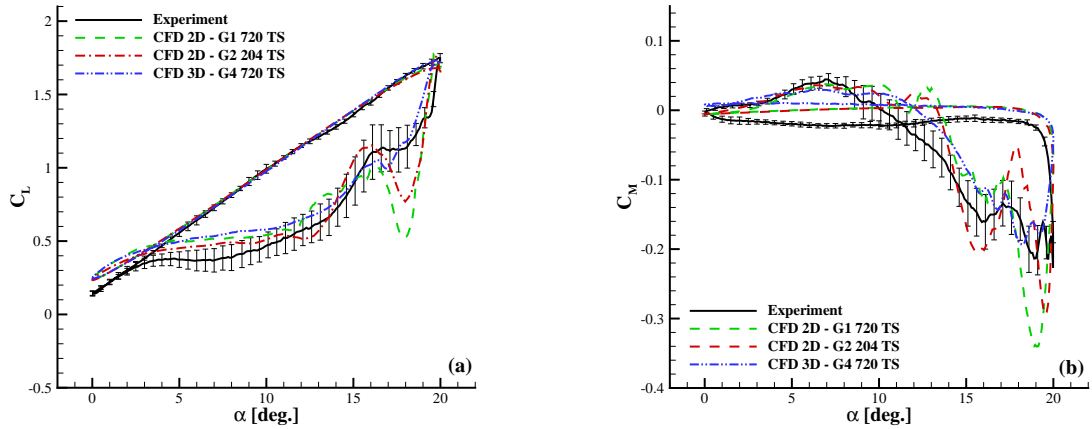 Experiment
CFD 2D - G1 720 TS
CFD 2D - G2 204 TS
CFD 3D - G4 720 TS
2
1.5
1
0.5
0
-0.5
C_L
0 5 10 15 20
α [deg.]
(a)
0.1
0
-0.1
-0.2
-0.3
-0.4
C_M
Experiment
CFD 2D - G1 720 TS
CFD 2D - G2 204 TS
CFD 3D - G4 720 TS
0 5 10 15 20
α [deg.]
(b)